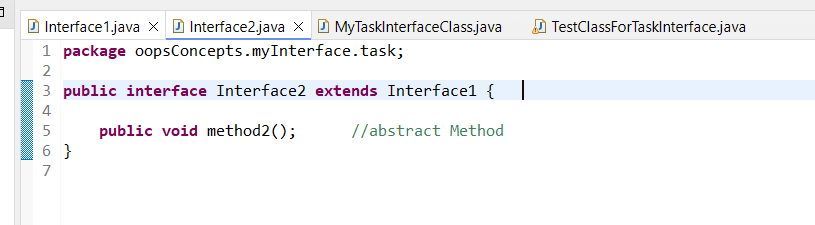 Interface1.java Interface2.java MyTaskInterfaceClass.java TestClassForTaskInterface.java
1 package oopsConcepts.myInterface.task;
2
3 public interface Interface2 extends Interface1 {
4
5 public void method2(); //abstract Method
6 }
7